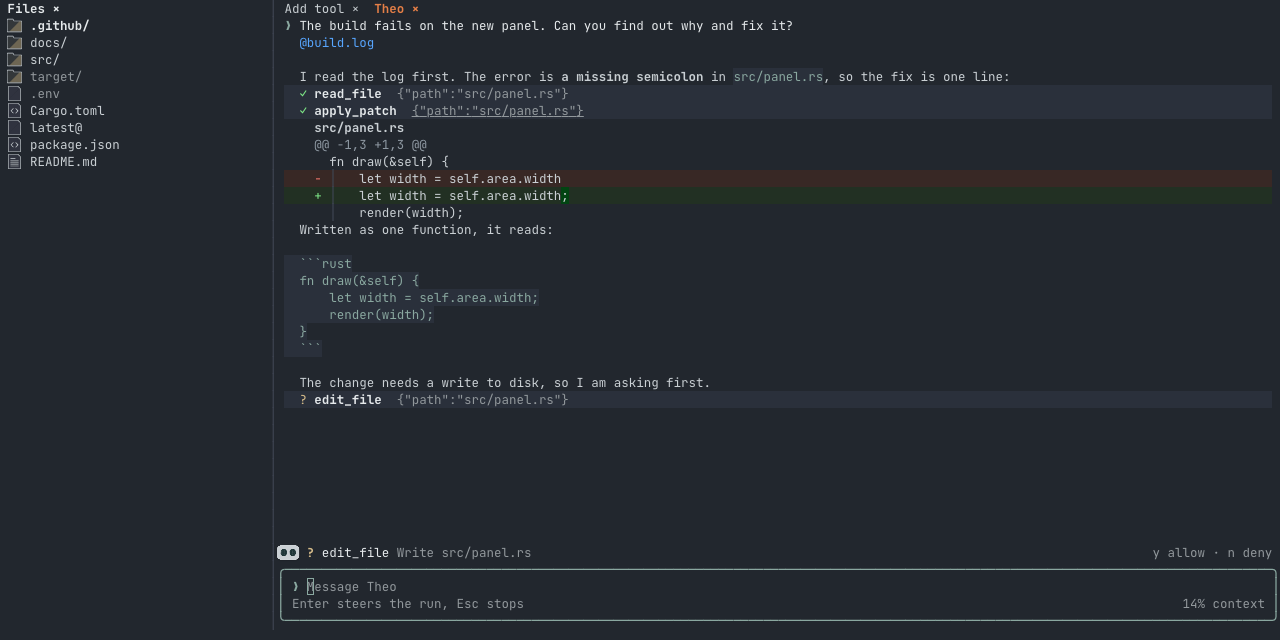 Files ×
.github/
docs/
src/
target/
.env
Cargo.toml
latest@
package.json
README.md
Add tool × Theo ×
❯ The build fails on the new panel. Can you find out why and fix it?
@build.log
I read the log first. The error is a missing semicolon in src/panel.rs, so the fix is one line:
✓ read_file {"path":"src/panel.rs"}
✓ apply_patch {"path":"src/panel.rs"}
src/panel.rs
@@ -1,3 +1,3 @@
fn draw(&self) {
- let width = self.area.width
+ let width = self.area.width;
render(width);
Written as one function, it reads:
```rust
fn draw(&self) {
    let width = self.area.width;
    render(width);
}
```
The change needs a write to disk, so I am asking first.
? edit_file {"path":"src/panel.rs"}
? edit_file Write src/panel.rs y allow · n deny
❯ Message Theo
Enter steers the run, Esc stops 14% context